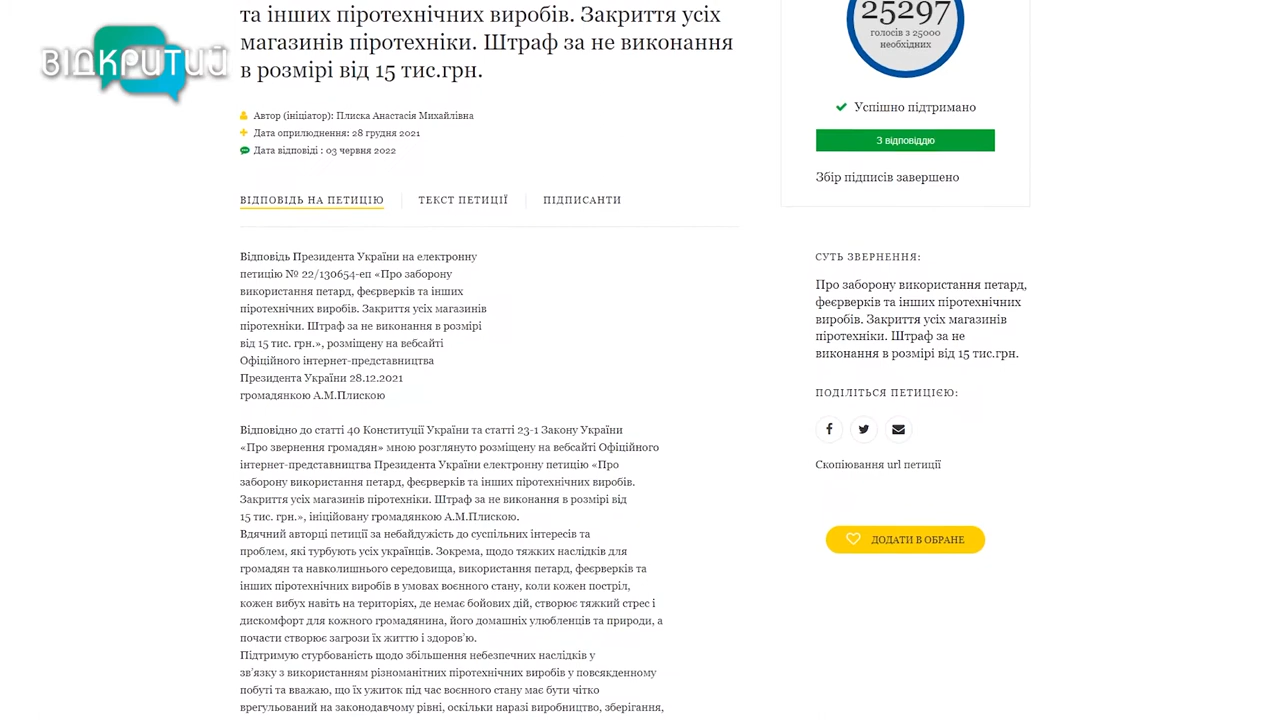 та інших піротехнічних виробів. Закриття усіх
магазинів піротехніки. Штраф за не виконання
в розмірі від 15 тис.грн.
ВІДКРИТИЙ
Автор (ініціатор): Плиска Анастасія Михайлівна
Дата оприлюднення: 28 грудня 2021
Дата відповіді : 03 червня 2022
ВІДПОВІДЬ НА ПЕТИЦІЮ
ТЕКСТ ПЕТИЦІЇ
ПІДПИСАНТИ
Відповідь Президента України на електронну
петицію № 22/130654-еп «Про заборону
використання петард, феєрверків та інших
піротехнічних виробів. Закриття усіх магазинів
піротехніки. Штраф за не виконання в розмірі
від 15 тис. грн.», розміщену на вебсайті
Офіційного інтернет-представництва
Президента України 28.12.2021
громадянкою А.М.Плискою
Відповідно до статті 40 Конституції України та статті 23-1 Закону України
«Про звернення громадян» мною розглянуто розміщену на вебсайті Офіційного
інтернет-представництва Президента України електронну петицію «Про
заборону використання петард, феєрверків та інших піротехнічних виробів.
Закриття усіх магазинів піротехніки. Штраф за не виконання в розмірі від
15 тис. грн.», ініційовану громадянкою А.М.Плискою.
Вдячний авторці петиції за небайдужість до суспільних інтересів та
проблем, які турбують усіх українців. Зокрема, щодо тяжких наслідків для
громадян та навколишнього середовища, використання петард, феєрверків та
інших піротехнічних виробів в умовах воєнного стану, коли кожен постріл,
кожен вибух навіть на територіях, де немає бойових дій, створює тяжкий стрес і
дискомфорт для кожного громадянина, його домашніх улюбленців та природи, а
почасти створює загрози їх життю і здоров’ю.
Підтримую стурбованість щодо збільшення небезпечних наслідків у
зв’язку з використанням різноманітних піротехнічних виробів у повсякденному
побуті та вважаю, що їх ужиток під час воєнного стану має бути чітко
врегульований на законодавчому рівні, оскільки наразі виробництво, зберігання,
25297
голосів з 25000
необхідних
Успішно підтримано
З відповіддю
Збір підписів завершено
СУТЬ ЗВЕРНЕННЯ:
Про заборону використання петард,
феєрверків та інших піротехнічних
виробів. Закриття усіх магазинів
піротехніки. Штраф за не
виконання в розмірі від 15 тис.грн.
ПОДІЛІТЬСЯ ПЕТИЦІЄЮ:
Скопіювання url петиції
ДОДАТИ В ОБРАНЕ